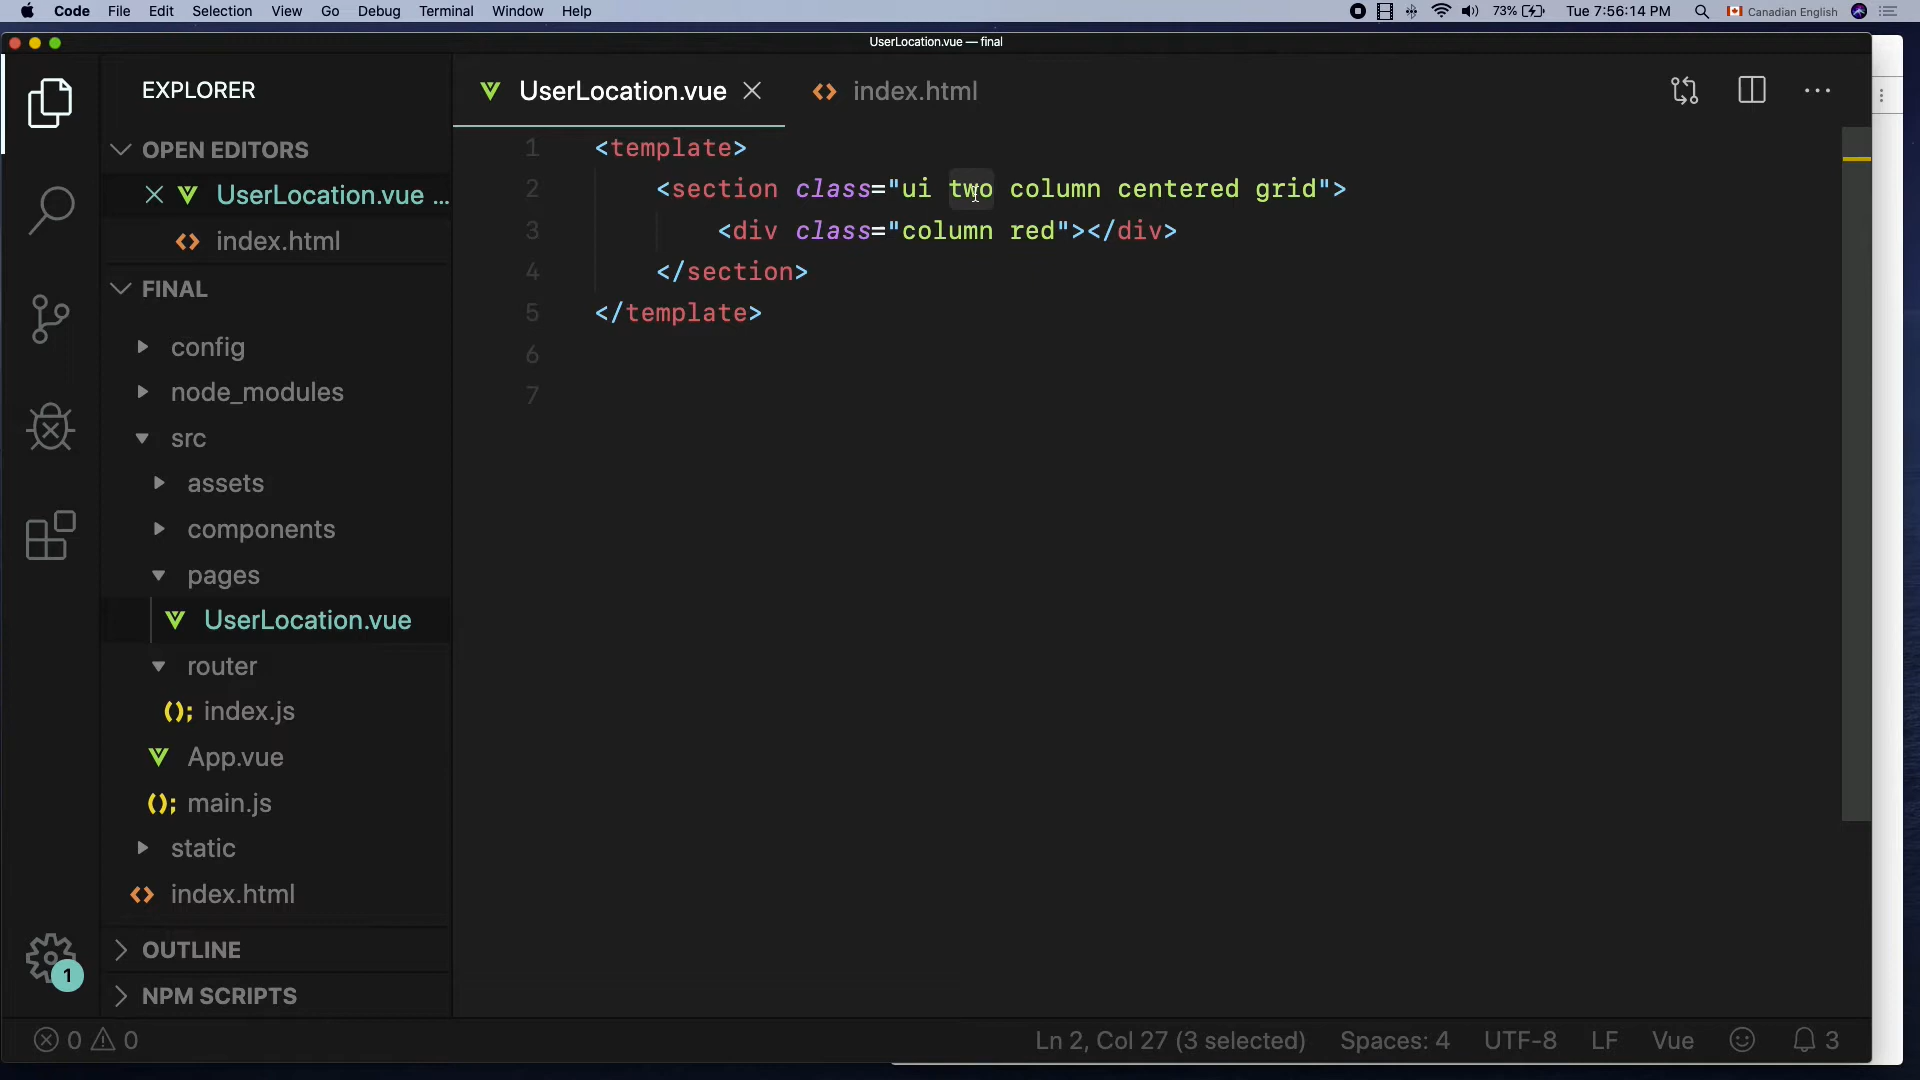 Code File Edit Selection View Go Debug Terminal Window Help 73% Tue 7:56:14 PM Canadian English
UserLocation.vue — final
EXPLORER
OPEN EDITORS
UserLocation.vue ...
index.html
FINAL
config
node_modules
src
assets
components
pages
UserLocation.vue
router
(); index.js
App.vue
(); main.js
static
<> index.html
OUTLINE
NPM SCRIPTS
1
UserLocation.vue
<> index.html
1 <template>
2 <section class="ui two column centered grid">
3 <div class="column red"></div>
4 </section>
5 </template>
6
7
0 0
Ln 2, Col 27 (3 selected) Spaces: 4 UTF-8 LF Vue 3